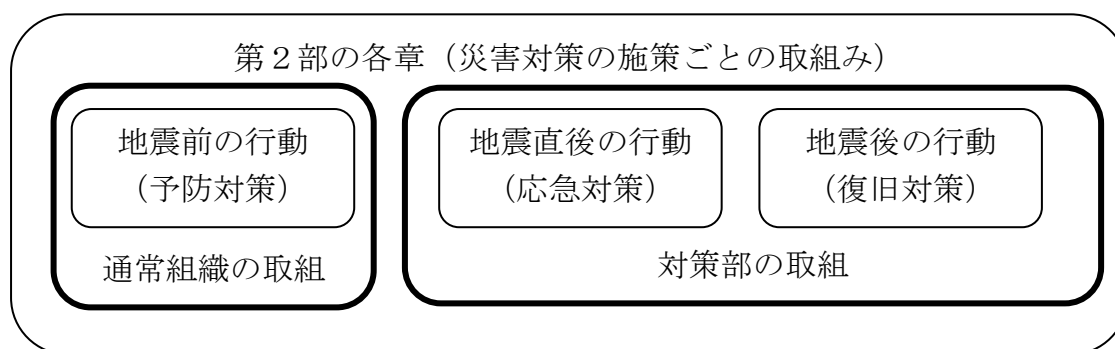 第２部の各章（災害対策の施策ごとの取組み）
地震前の行動
（予防対策）
通常組織の取組
地震直後の行動
（応急対策）
地震後の行動
（復旧対策）
対策部の取組